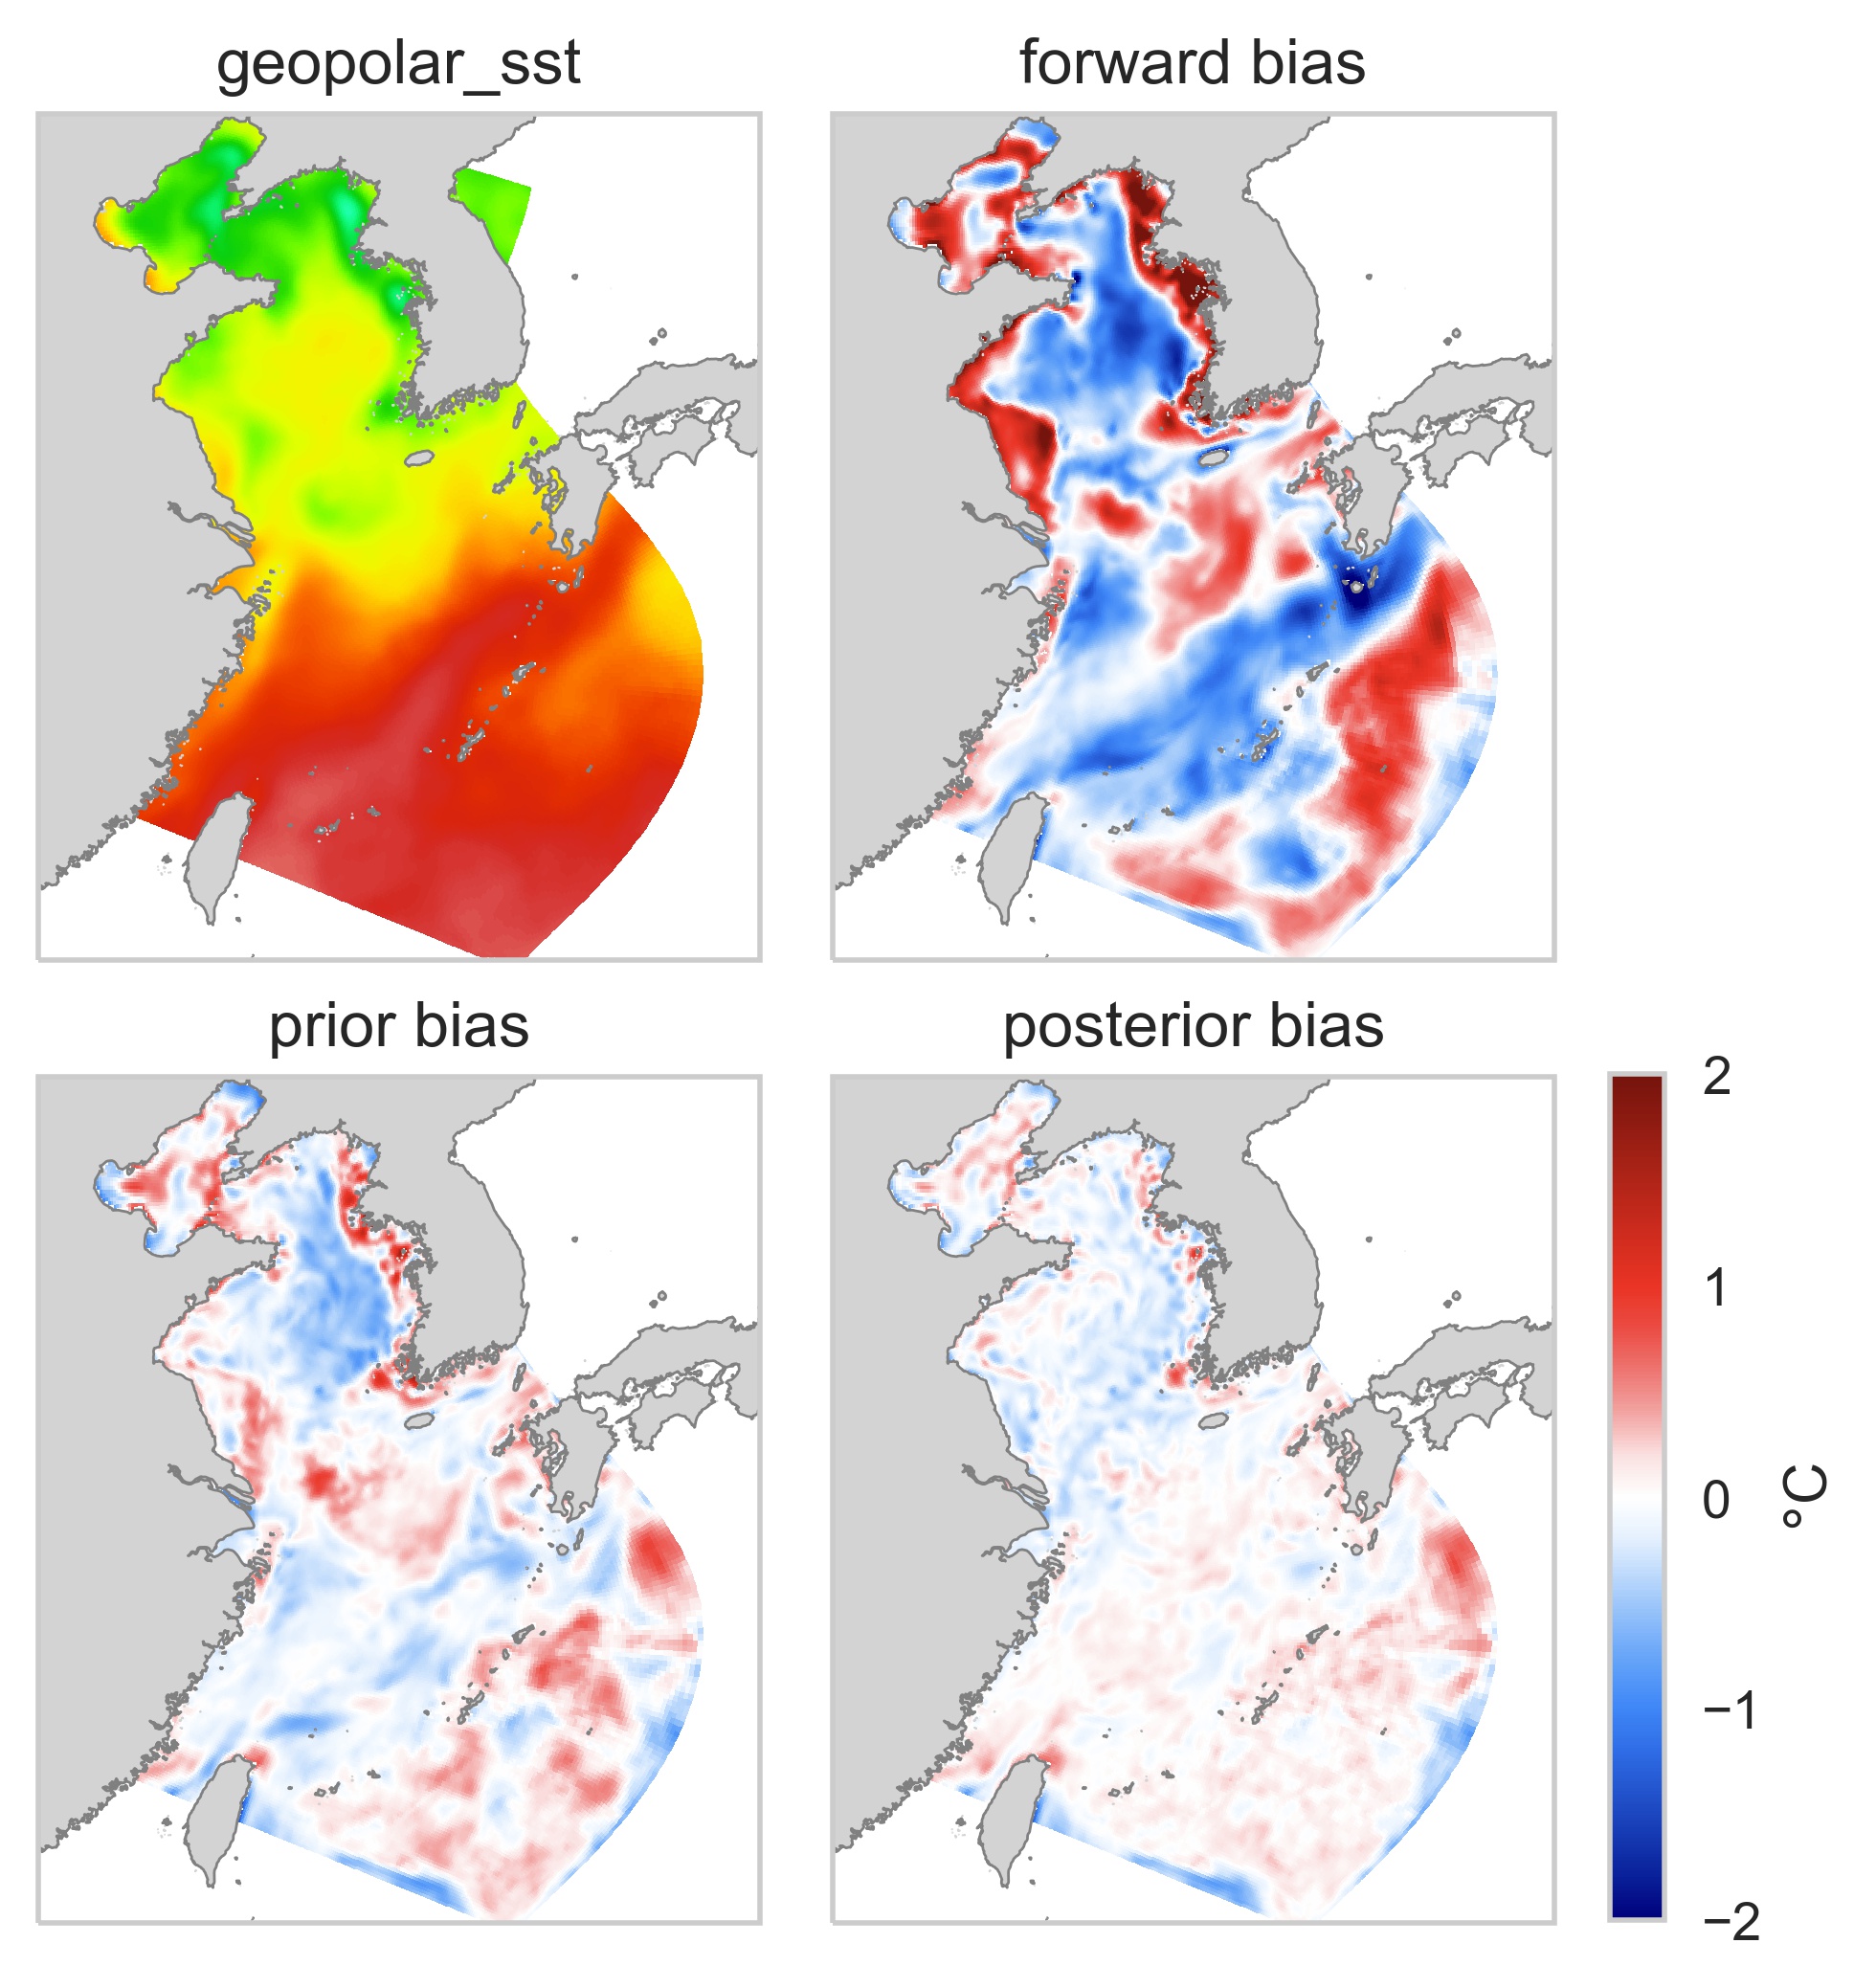 geopolar_sst
forward bias
prior bias
posterior bias
2
1
0
−1
−2
°C